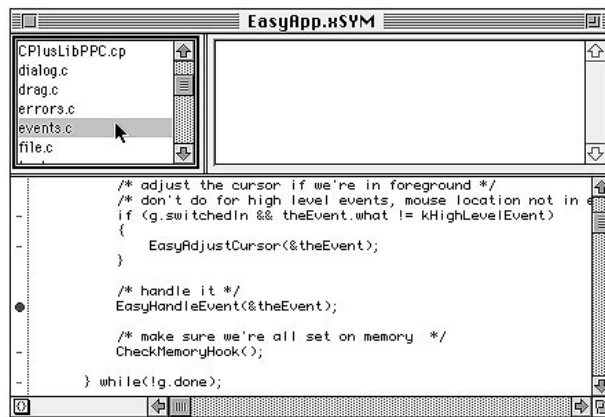 EasyApp.xSYM
CPlusLibPPC.cp
dialog.c
drag.c
errors.c
events.c
file.c
/* adjust the cursor if we're in foreground */
/* don't do for high level events, mouse location not in e
if (g.switchedIn && theEvent.what != kHighLevelEvent)
{
EasyAdjustCursor(&theEvent);
}
/* handle it */
EasyHandleEvent(&theEvent);
/* make sure we're all set on memory */
CheckMemoryHook();
} while(!g.done);